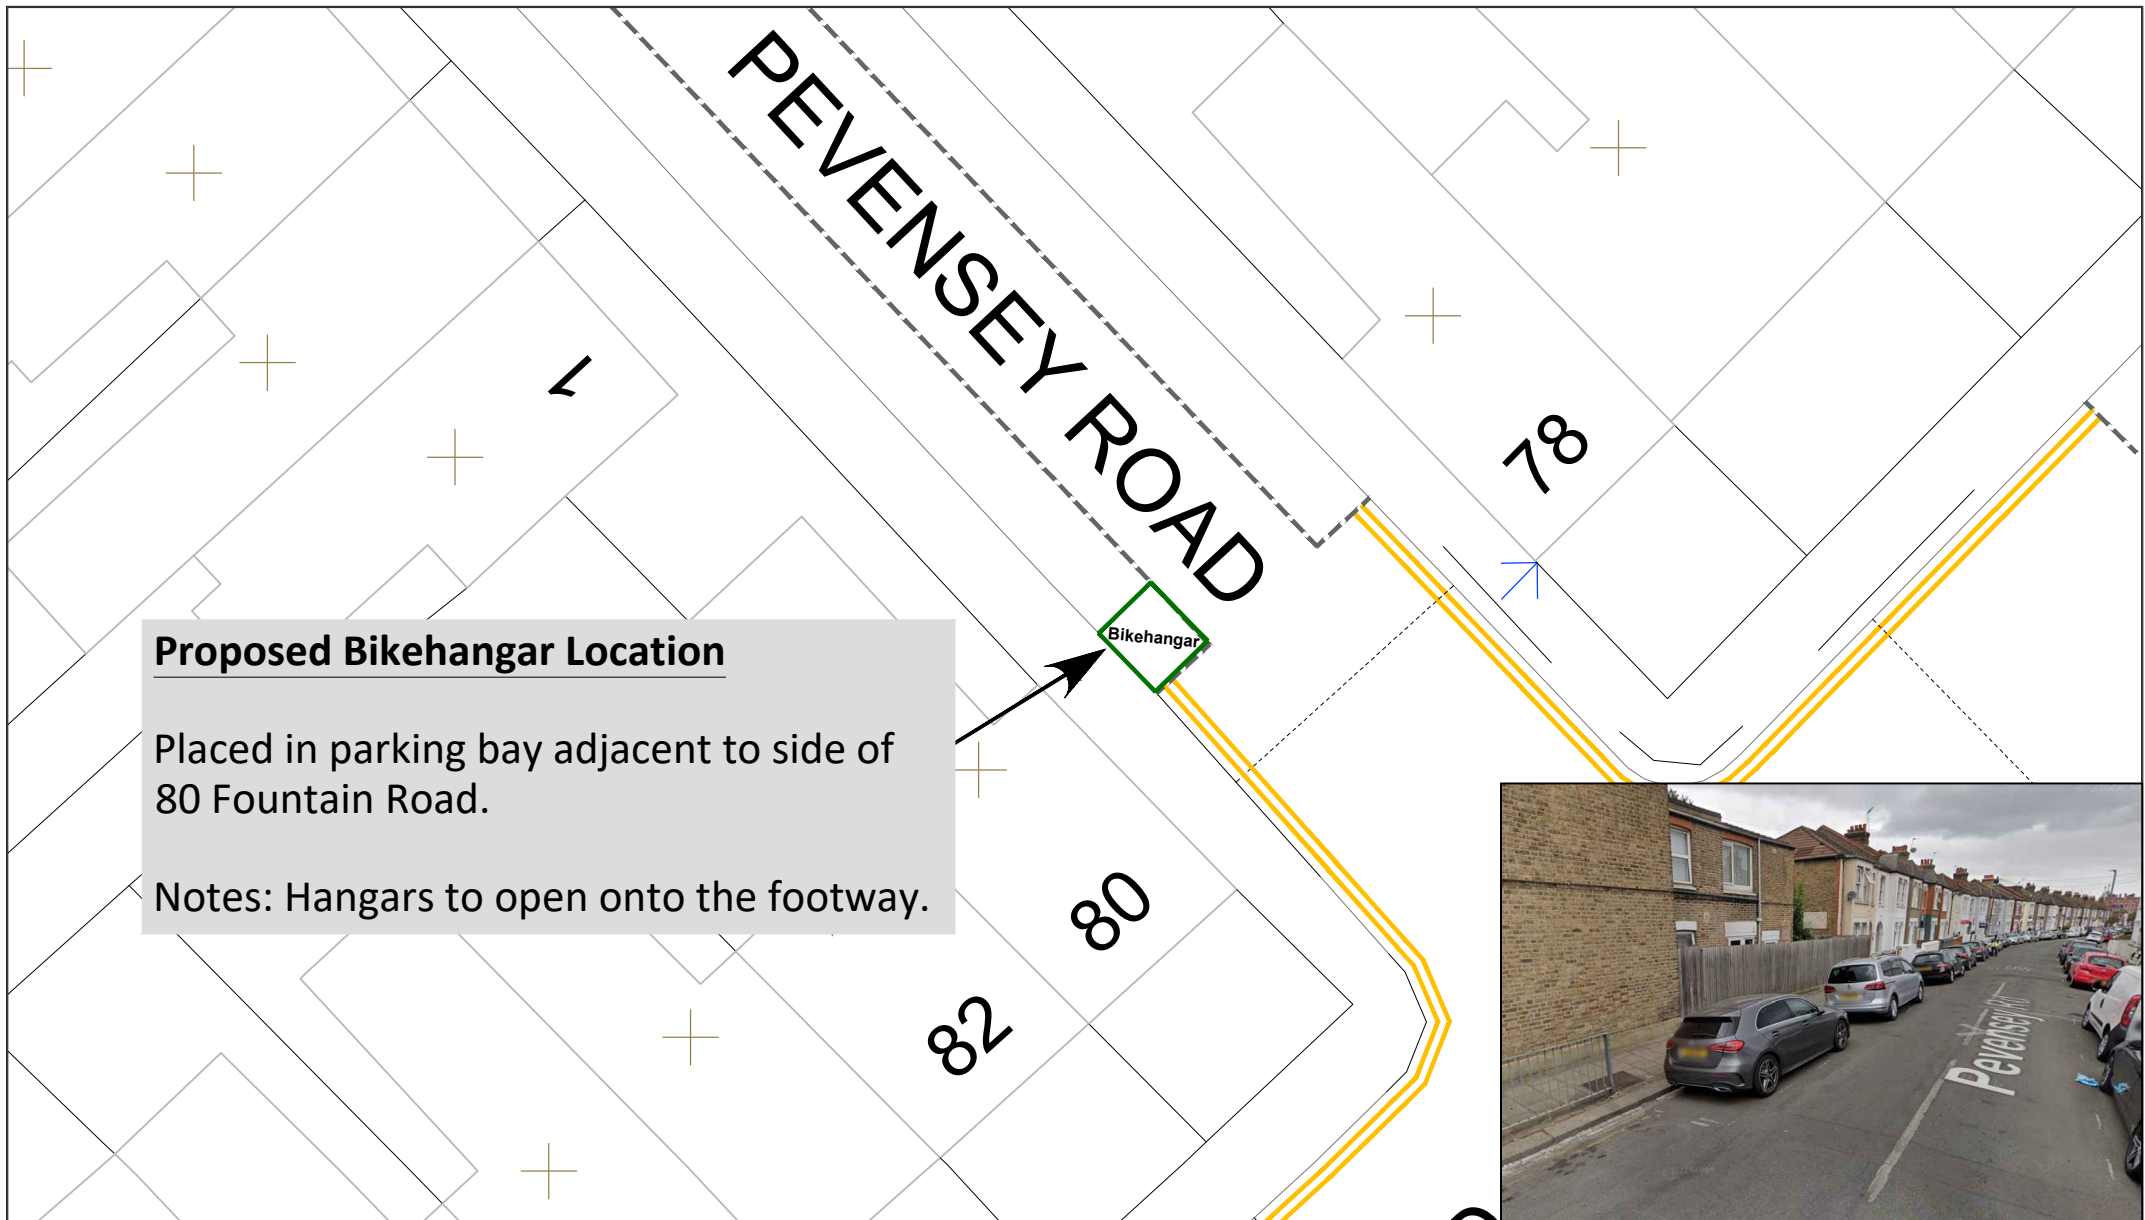 PEVENSEY ROAD
1
78
Bikehangar
Proposed Bikehangar Location
Placed in parking bay adjacent to side of
80 Fountain Road.
Notes: Hangars to open onto the footway.
80
82
Pevensey Rd